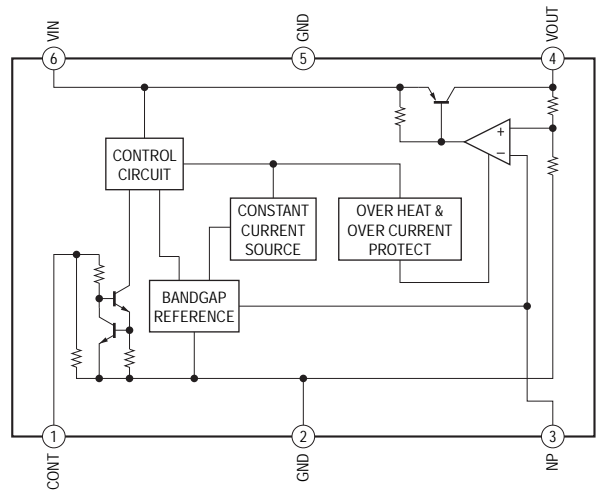 VIN
GND
VOUT
6
5
4
+
−
CONTROL
CIRCUIT
CONSTANT
CURRENT
SOURCE
OVER HEAT &
OVER CURRENT
PROTECT
BANDGAP
REFERENCE
1
2
3
CONT
GND
NP